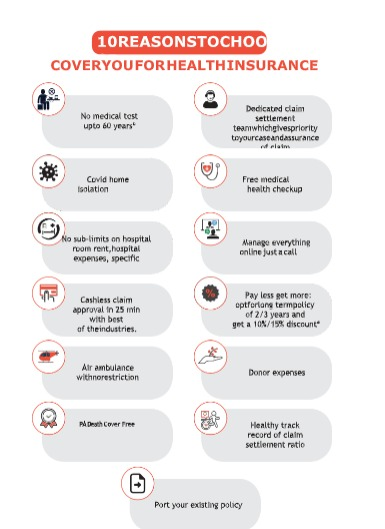 10REASONSTOCHOO
COVERYOUFORHEALTHINSURANCE
No medical test
upto 60 years*
Dedicated claim
settlement
teamwhichgivespriority
toyourcaseandassurance
of claim
Covid home
isolation
Free medical
health checkup
No sub-limits on hospital
room rent,hospital
expenses, specific
Manage everything
online just a call
Cashless claim
approval in 25 min
with best
of theindustries.
Pay less get more:
optforlong termpolicy
of 2/3 years and
get a 10%/15% discount*
Air ambulance
withnorestriction
Donor expenses
PADeath Cover Free
Healthy track
record of claim
settlement ratio
Port your existing policy